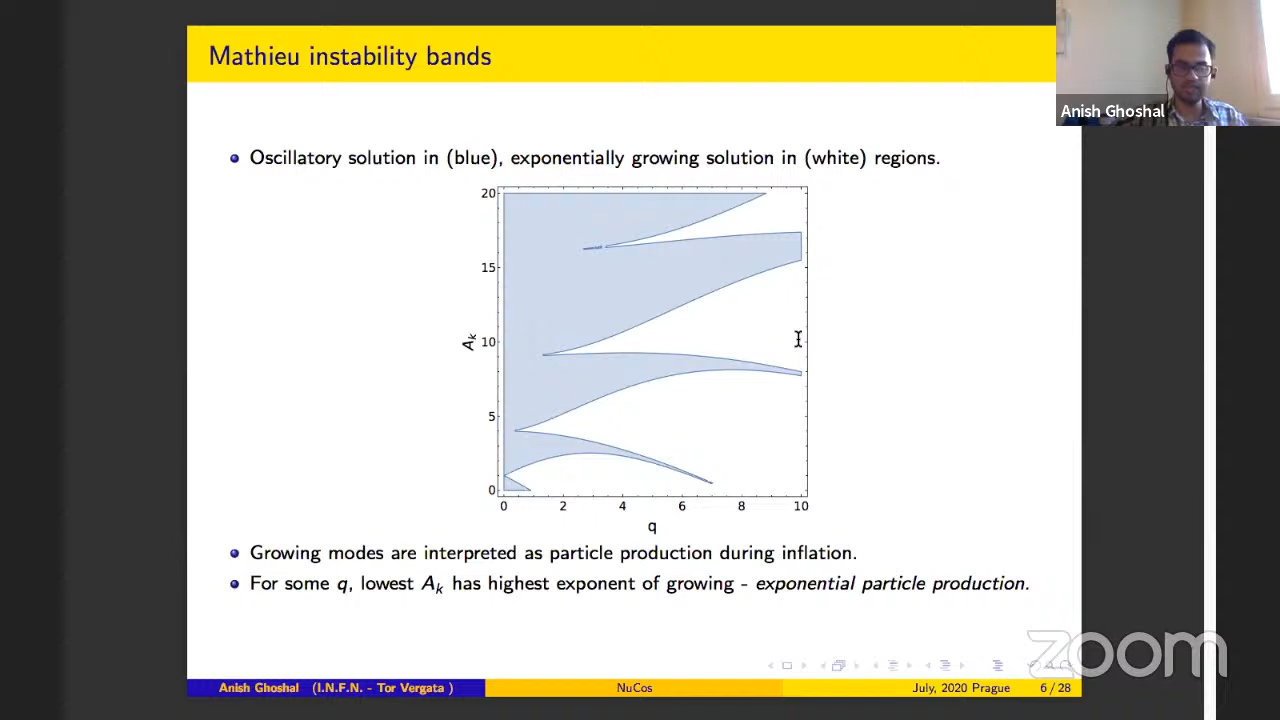 Mathieu instability bands
Anish Ghoshal
Oscillatory solution in (blue), exponentially growing solution in (white) regions.
20
15
10
5
0
A_k
0 2 4 6 8 10
q
Growing modes are interpreted as particle production during inflation.
For some q, lowest A_k has highest exponent of growing - exponential particle production.
zoom
Anish Ghoshal (I.N.F.N. - Tor Vergata )
NuCos
July, 2020 Prague
6 / 28